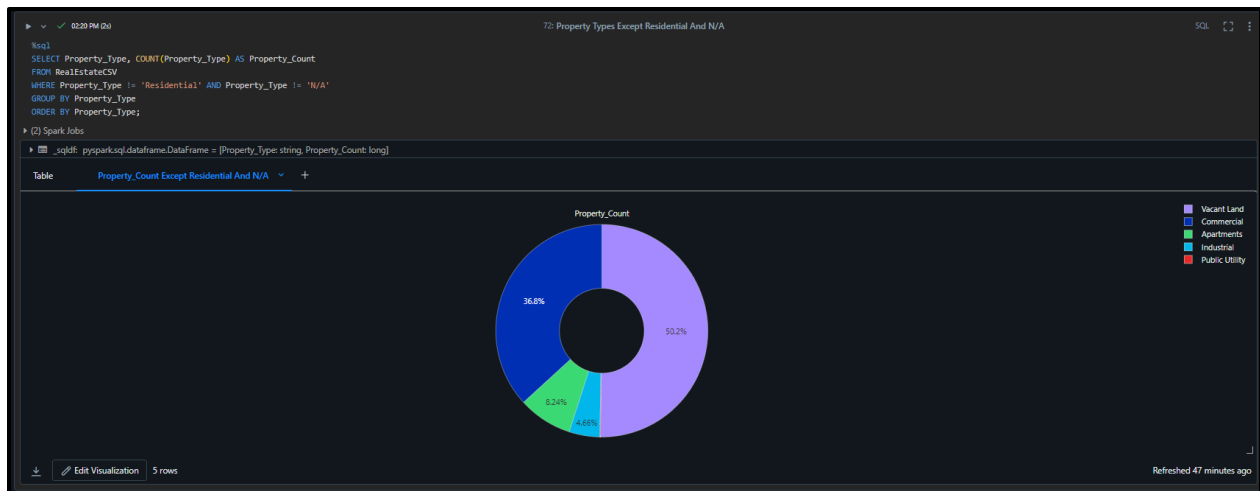 02:20 PM (2s)
72: Property Types Except Residential And N/A
SQL
%sql
SELECT Property_Type, COUNT(Property_Type) AS Property_Count
FROM RealEstateCSV
WHERE Property_Type != 'Residential' AND Property_Type != 'N/A'
GROUP BY Property_Type
ORDER BY Property_Type;
(2) Spark Jobs
_sqldf: pyspark.sql.dataframe.DataFrame = [Property_Type: string, Property_Count: long]
Table
Property_Count Except Residential And N/A
+
Property_Count
Vacant Land
Commercial
Apartments
Industrial
Public Utility
36.8%
50.2%
8.24%
4.66%
Edit Visualization
5 rows
Refreshed 47 minutes ago